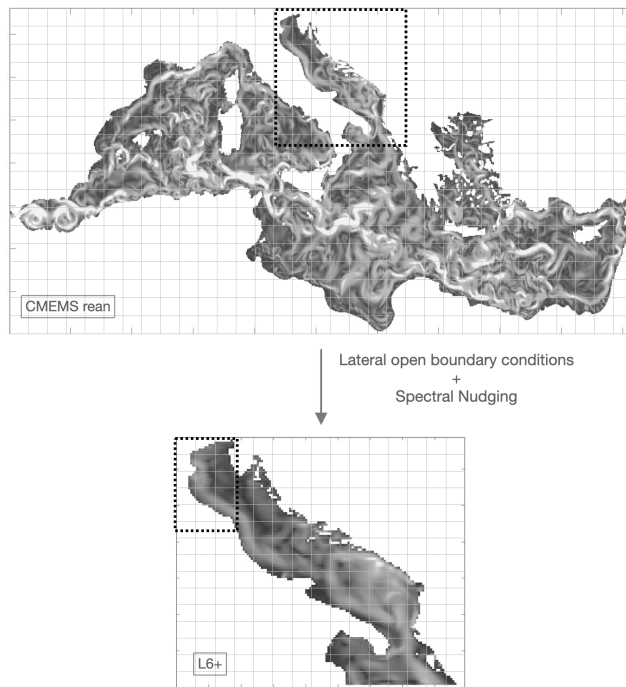 CMEMS rean
Lateral open boundary conditions
+
Spectral Nudging
L6+